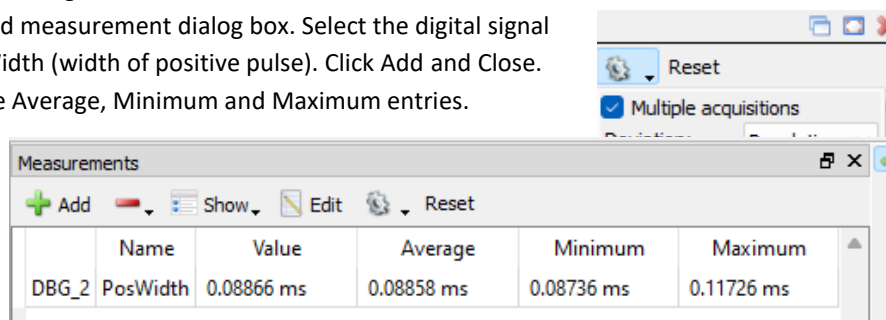 d measurement dialog box. Select the digital signal
idth (width of positive pulse). Click Add and Close.
e Average, Minimum and Maximum entries.
Reset
Multiple acquisitions
Measurements
Add Show Edit Reset
Name Value Average Minimum Maximum
DBG_2 PosWidth 0.08866 ms 0.08858 ms 0.08736 ms 0.11726 ms